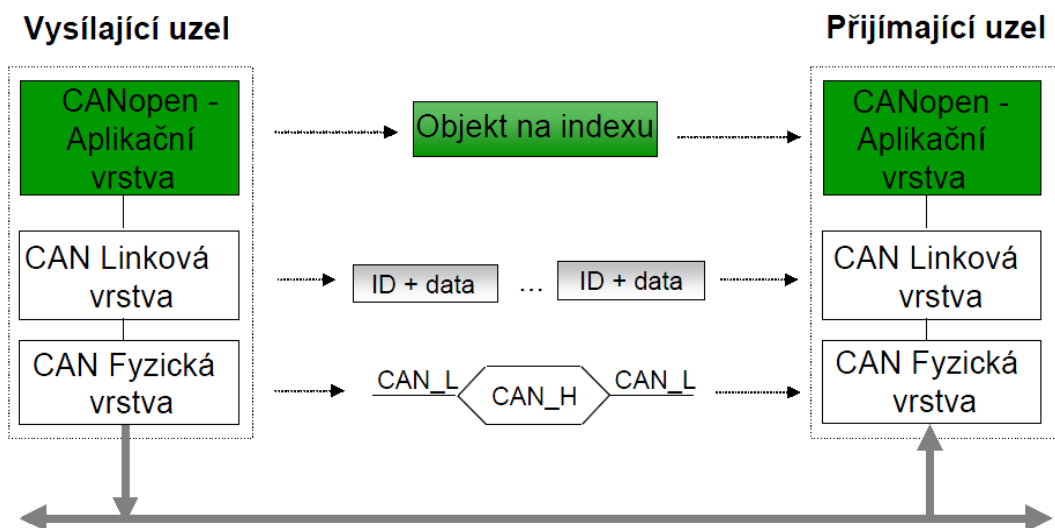 Vysílající uzel
Přijímající uzel
CANopen -
Aplikační
vrstva
Objekt na indexu
CANopen -
Aplikační
vrstva
CAN Linková
vrstva
ID + data
...
ID + data
CAN Linková
vrstva
CAN Fyzická
vrstva
CAN_L
CAN_H
CAN_L
CAN Fyzická
vrstva